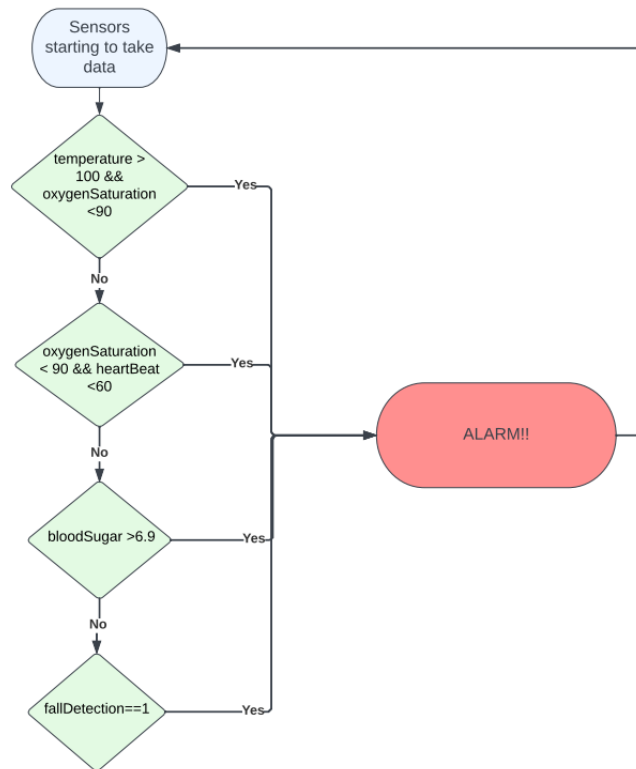 Sensors
starting to take
data
temperature >
100 &&
oxygenSaturation
<90
Yes
No
oxygenSaturation
< 90 && heartBeat
<60
Yes
ALARM!!
No
bloodSugar >6.9
Yes
No
fallDetection==1
Yes